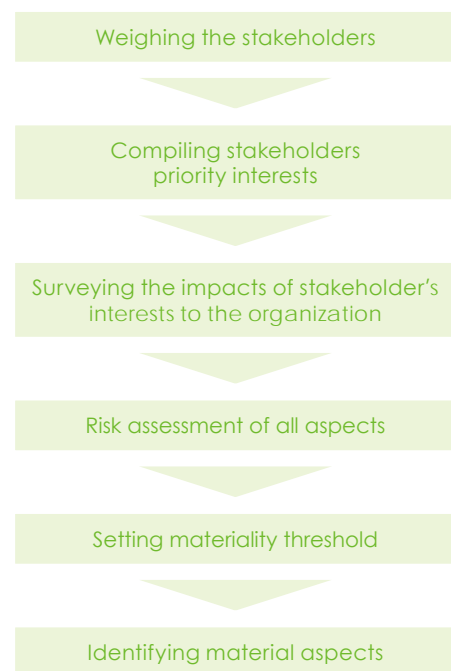 Weighing the stakeholders
Compiling stakeholders
priority interests
Surveying the impacts of stakeholder's
interests to the organization
Risk assessment of all aspects
Setting materiality threshold
Identifying material aspects